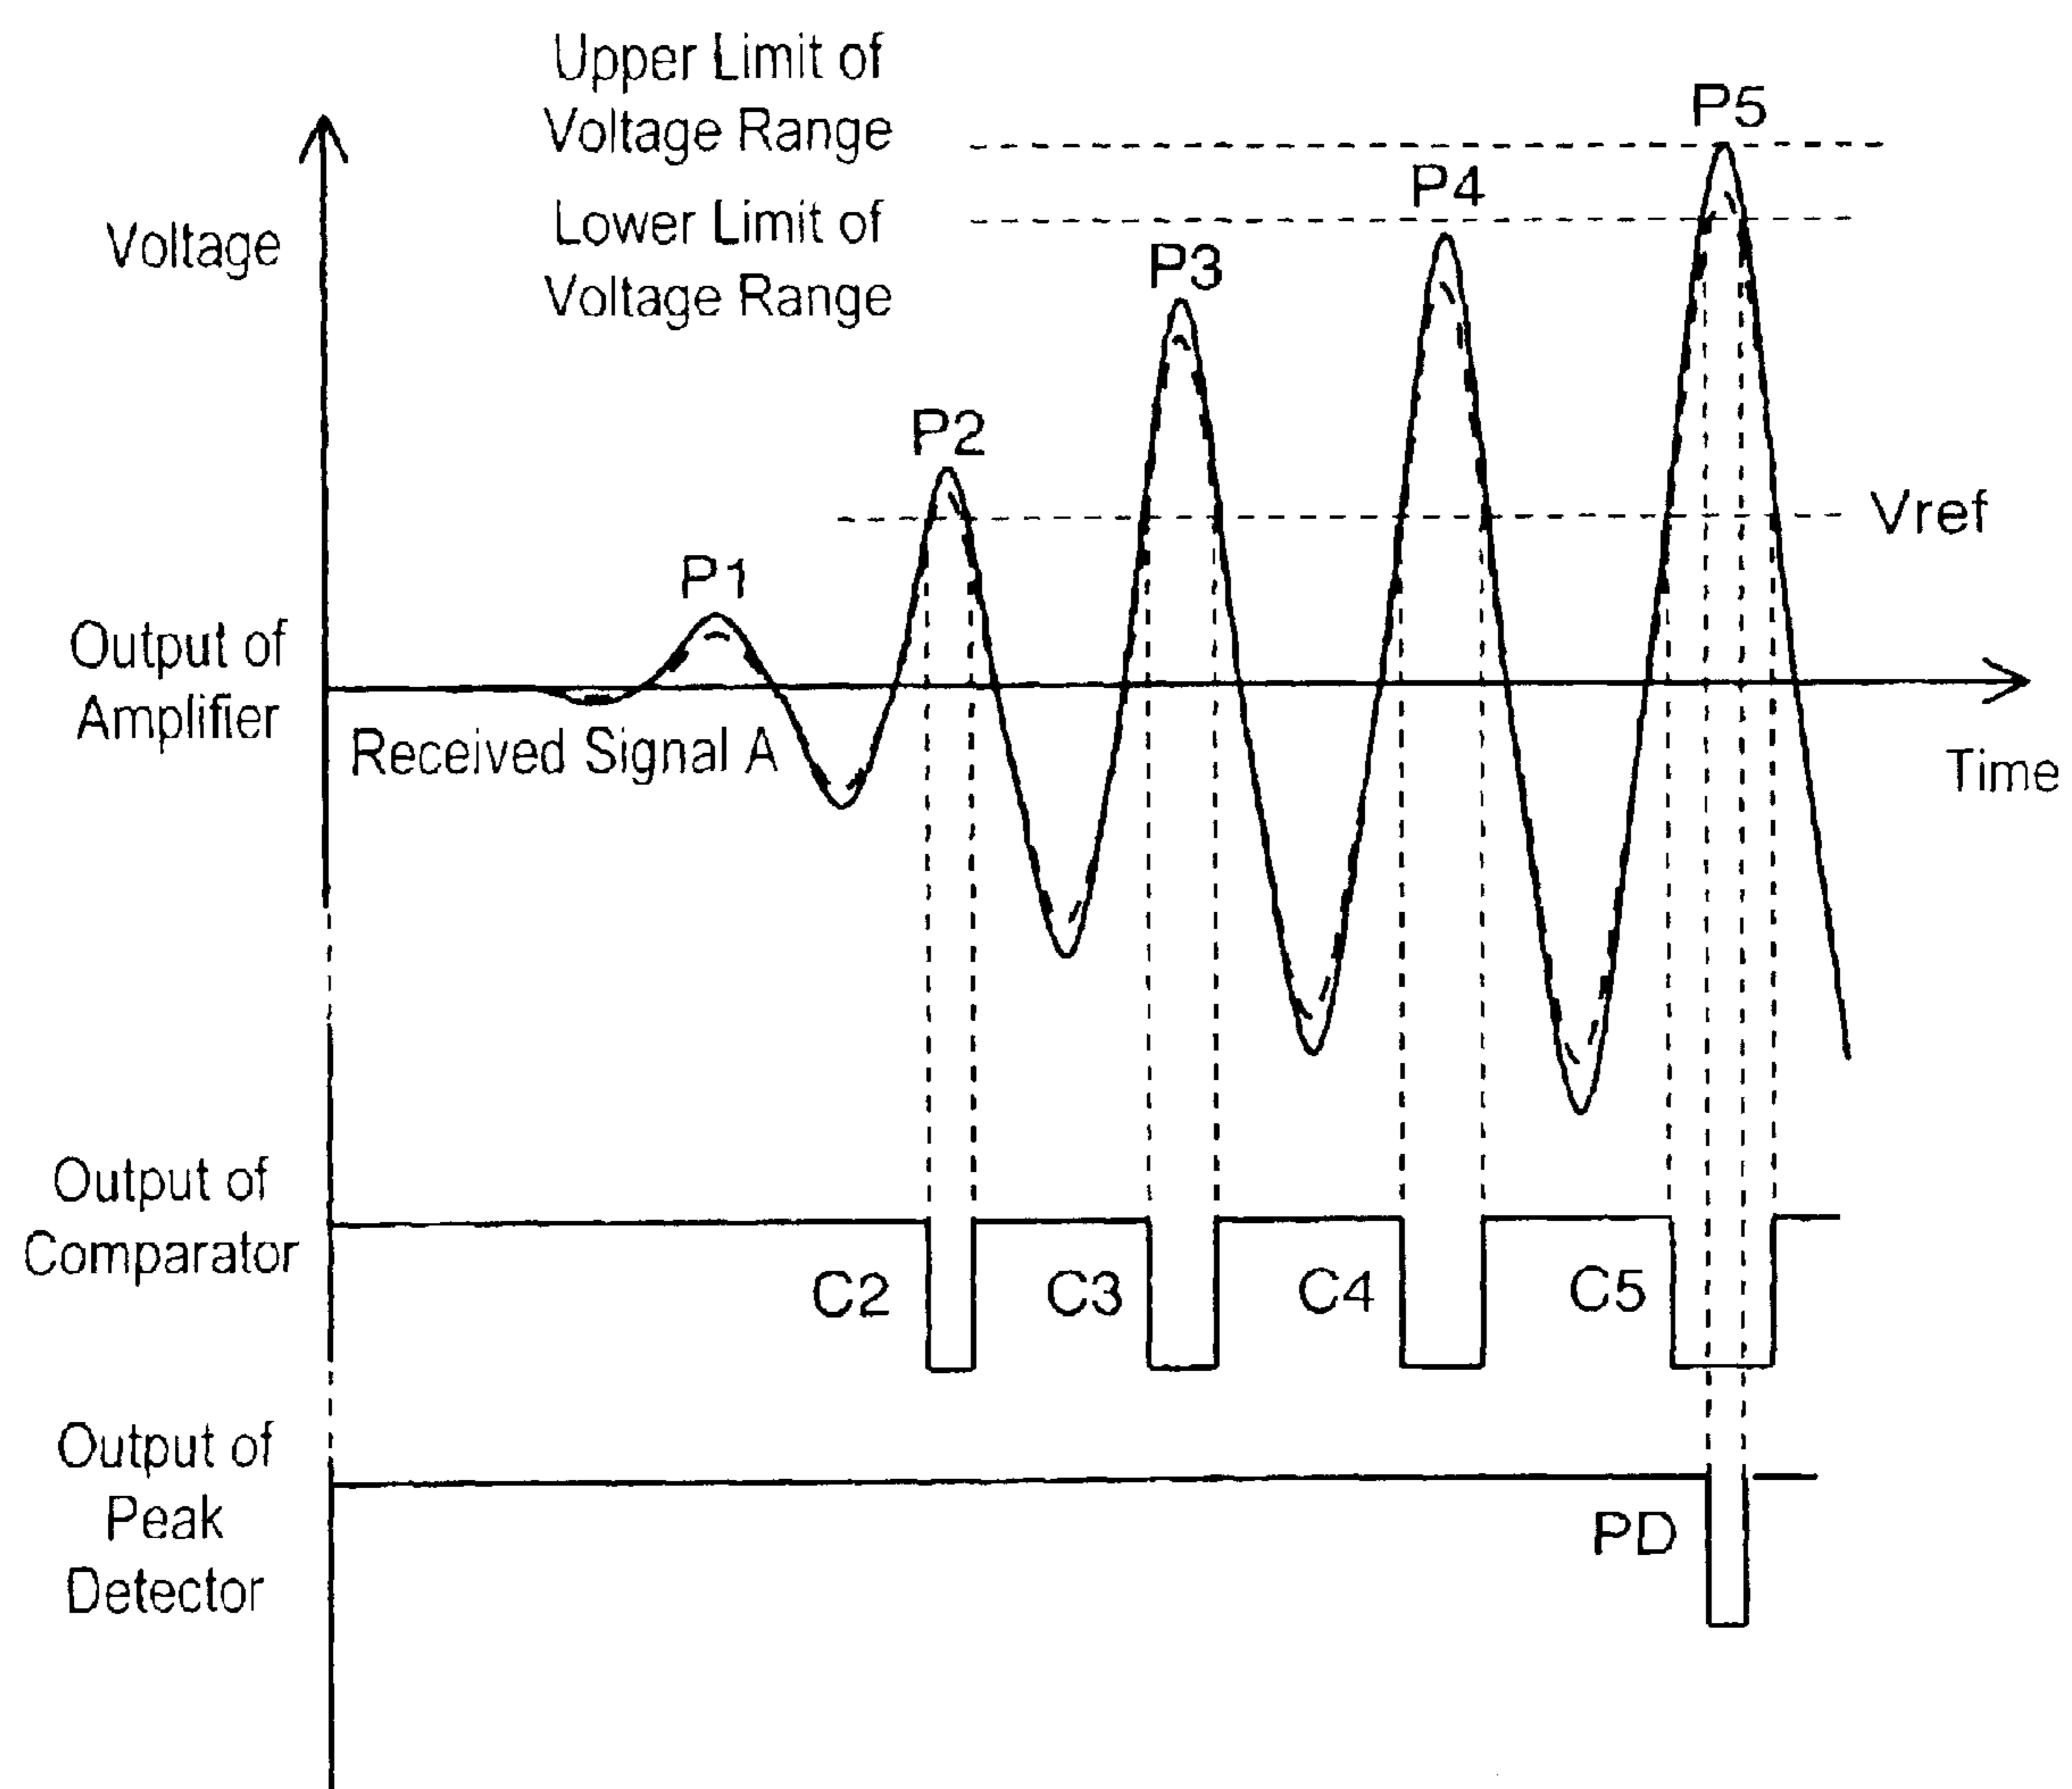 Upper Limit of
Voltage Range
P5
P4
Voltage
Lower Limit of
Voltage Range
P3
P2
Vref
P1
Output of
Amplifier
Received Signal A
Time
Output of
Comparator
C2
C3
C4
C5
Output of
Peak
Detector
PD